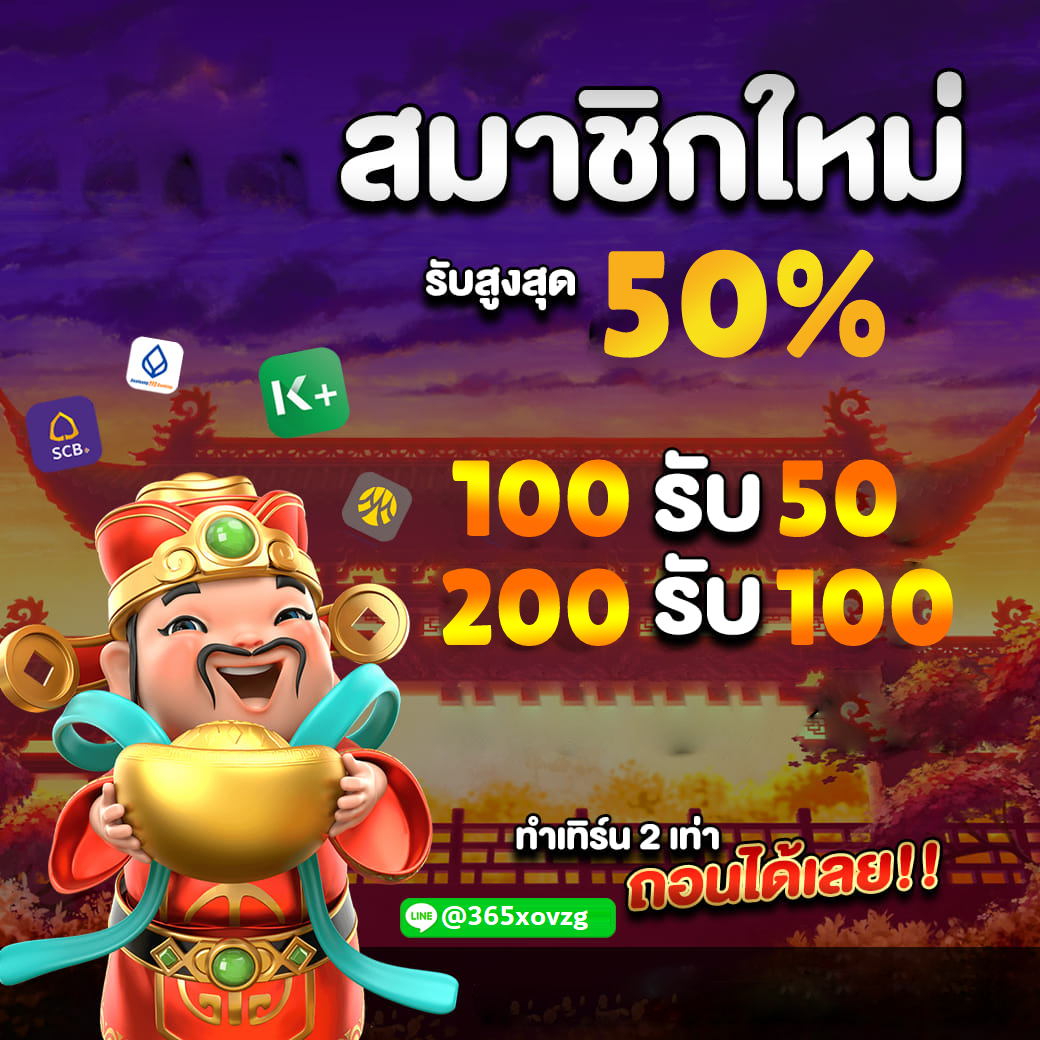 สมาชิกใหม่
รับสูงสุด 50%
K+
SCB
100 รับ 50
200 รับ 100
ทำเทิร์น 2 เท่า
ถอนได้เลย!!
LINE @365xovzg